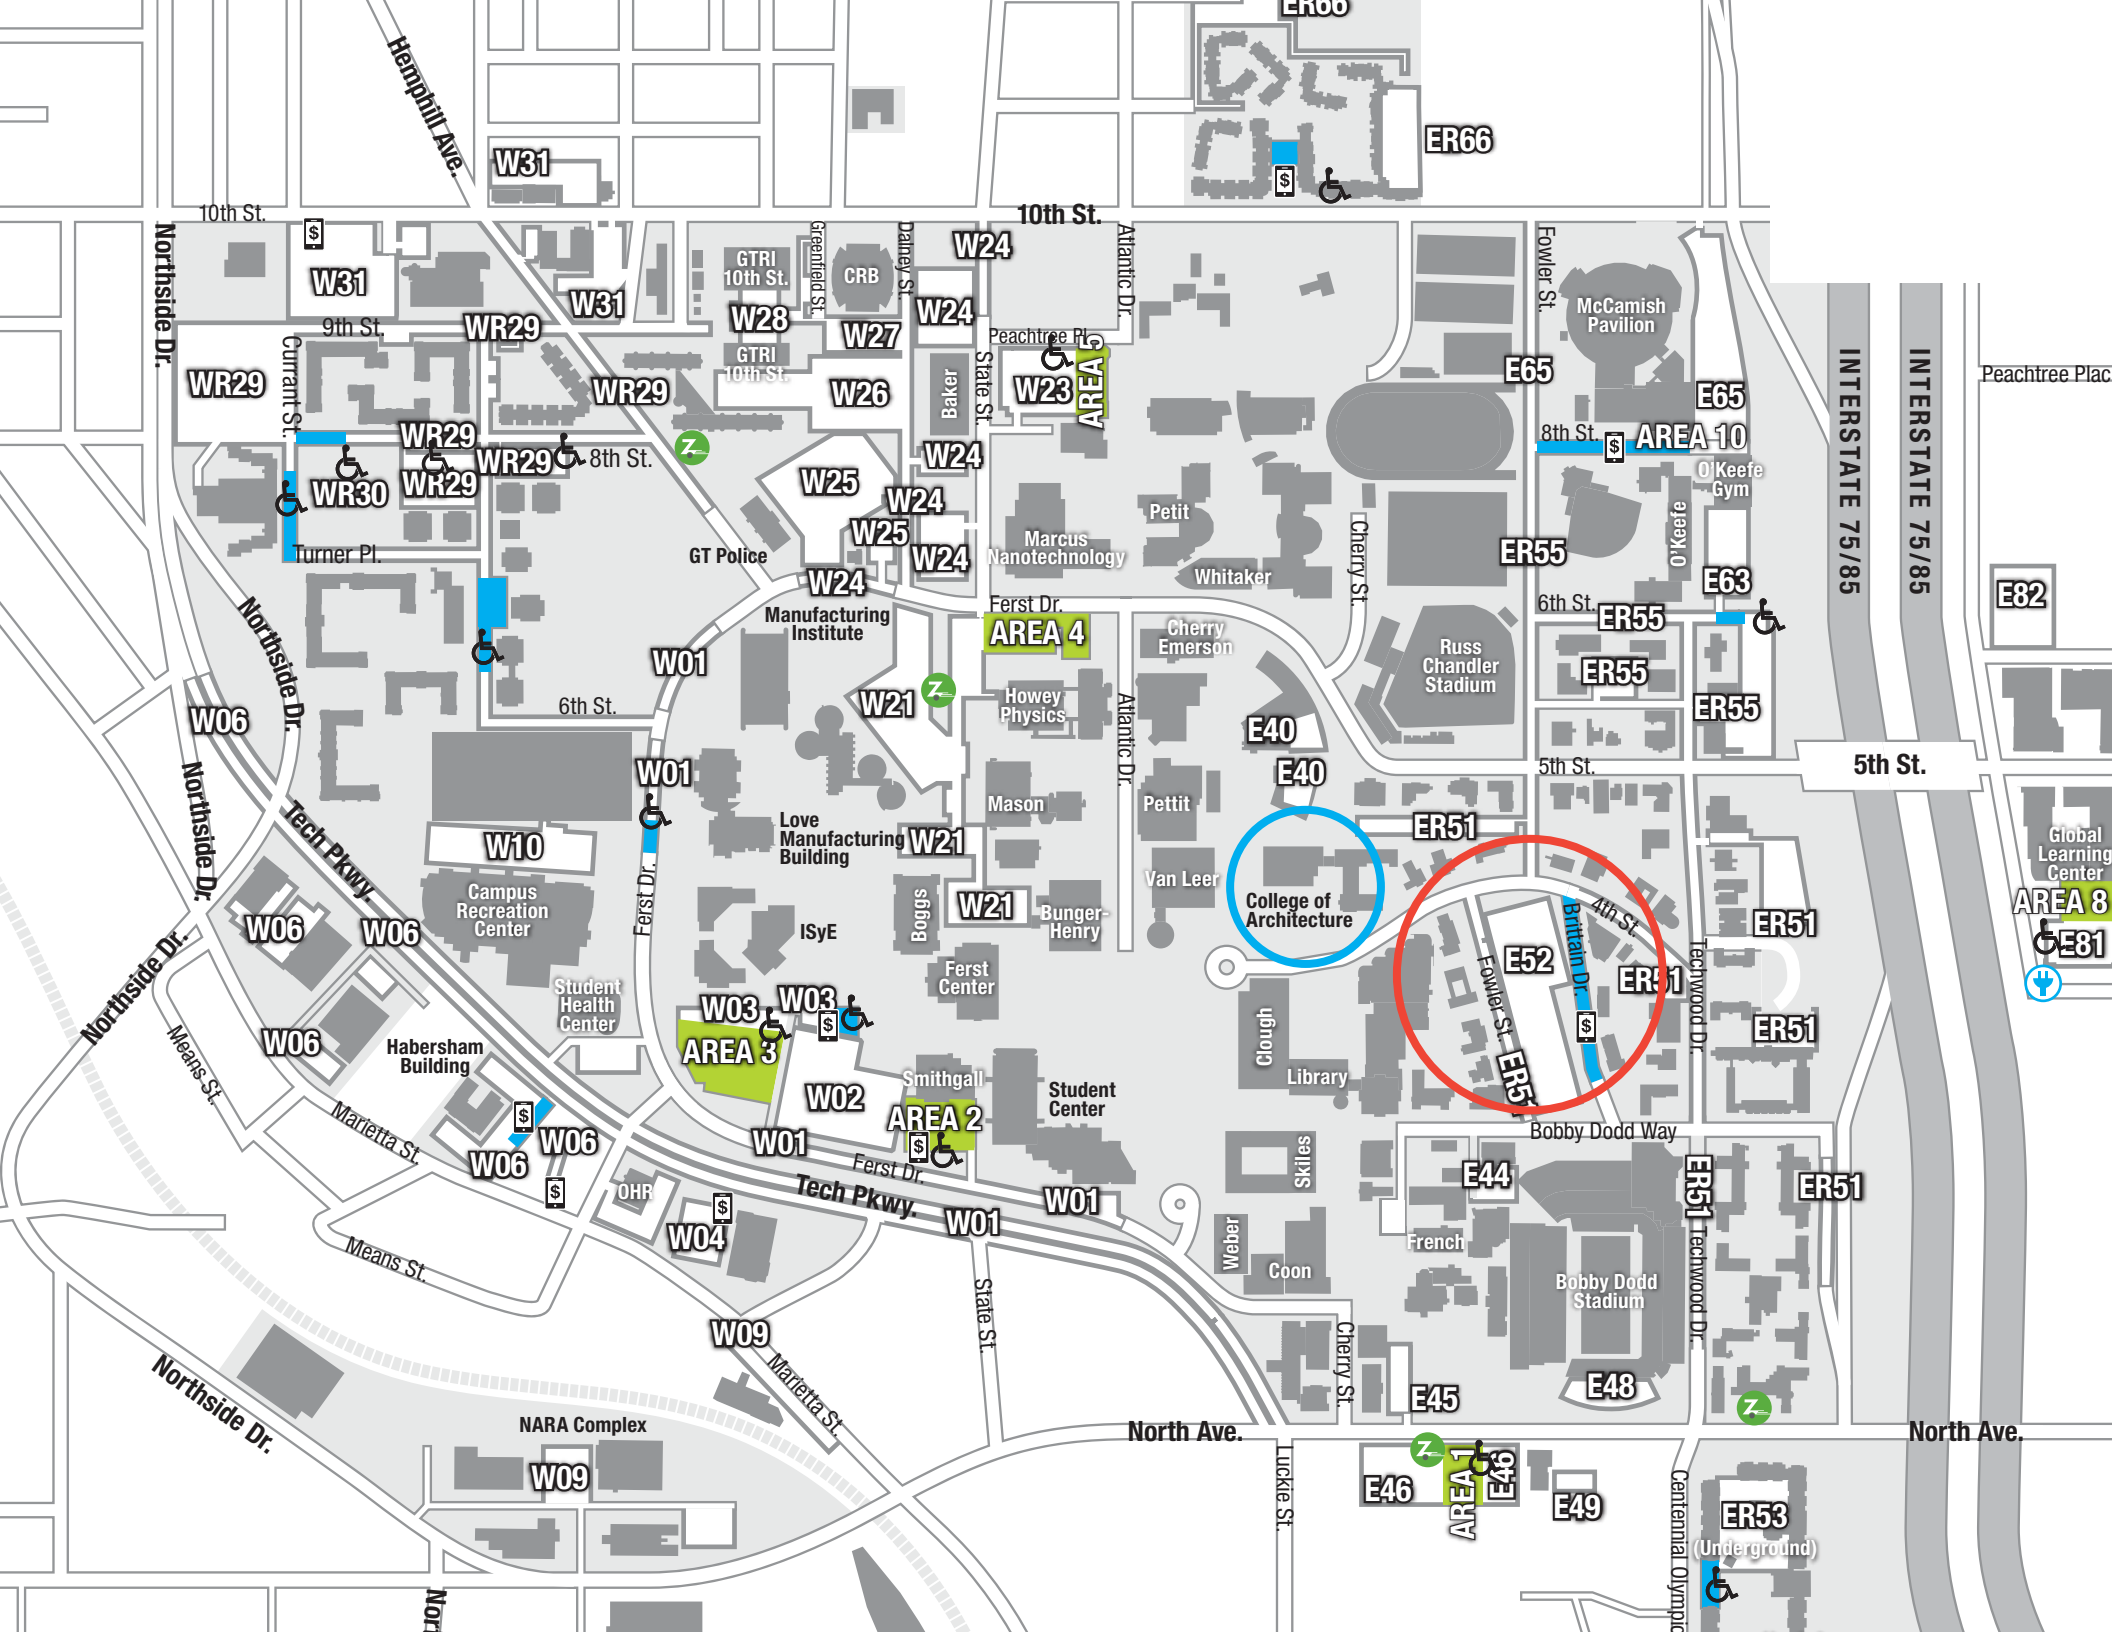 ER66
Hemphill Ave.
W31
ER66
$
10th St.
10th St.
$
Northside Dr.
W31
W31
GTRI
10th St.
Greenfield St.
CRB
Dalney St.
W24
Atlantic Dr.
Fowler St.
McCamish
Pavilion
9th St.
WR29
W28
W27
W24
Peachtree Pl.
INTERSTATE 75/85
INTERSTATE 75/85
Peachtree Plac
WR29
Currant St.
WR29
GTRI
10th St.
W26
Baker
State St.
W23
AREA 5
E65
E65
WR29
WR29
8th St.
WR29
WR30
Z
W25
W24
W24
8th St.
$
AREA 10
O'Keefe
Gym
O'Keefe
Turner Pl.
GT Police
W25
W24
W24
Marcus
Nanotechnology
Petit
Whitaker
Cherry St.
ER55
E63
E82
Northside Dr.
Manufacturing
Institute
Ferst Dr.
AREA 4
Cherry
Emerson
Russ
Chandler
Stadium
6th St.
ER55
ER55
ER55
W01
W06
6th St.
W21
Z
Howey
Physics
Atlantic Dr.
E40
E40
5th St.
5th St.
Northside Dr.
Tech Pkwy.
W01
W10
Love
Manufacturing
Building
Mason
W21
Pettit
ER51
Global
Learning
Center
AREA 8
E81
W06
W06
Campus
Recreation
Center
Ferst Dr.
ISyE
Boggs
W21
Bunger-
Henry
Van Leer
College of
Architecture
E52
Brittain Dr.
4th St.
ER51
ER51
Techwood Dr.
Fowler St.
$
ER51
ER51
Northside Dr.
Means St.
W06
Habersham
Building
Student
Health
Center
W03
W03
$
AREA 3
W02
Ferst
Center
Smithgall
AREA 2
$
Student
Center
Clough
Library
Marietta St.
$
W06
W06
$
W01
Ferst Dr.
Tech Pkwy.
W01
W01
Skiles
Bobby Dodd Way
E44
ER51
ER51
OHR
$
W04
Weber
Coon
French
Bobby Dodd
Stadium
Techwood Dr.
Means St.
State St.
W09
Marietta St.
Cherry St.
E45
E48
Z
Northside Dr.
NARA Complex
W09
North Ave.
North Ave.
Luckie St.
Z
E46
AREA 1
E46
E49
Centennial Olympic
ER53
(Underground)
Nor